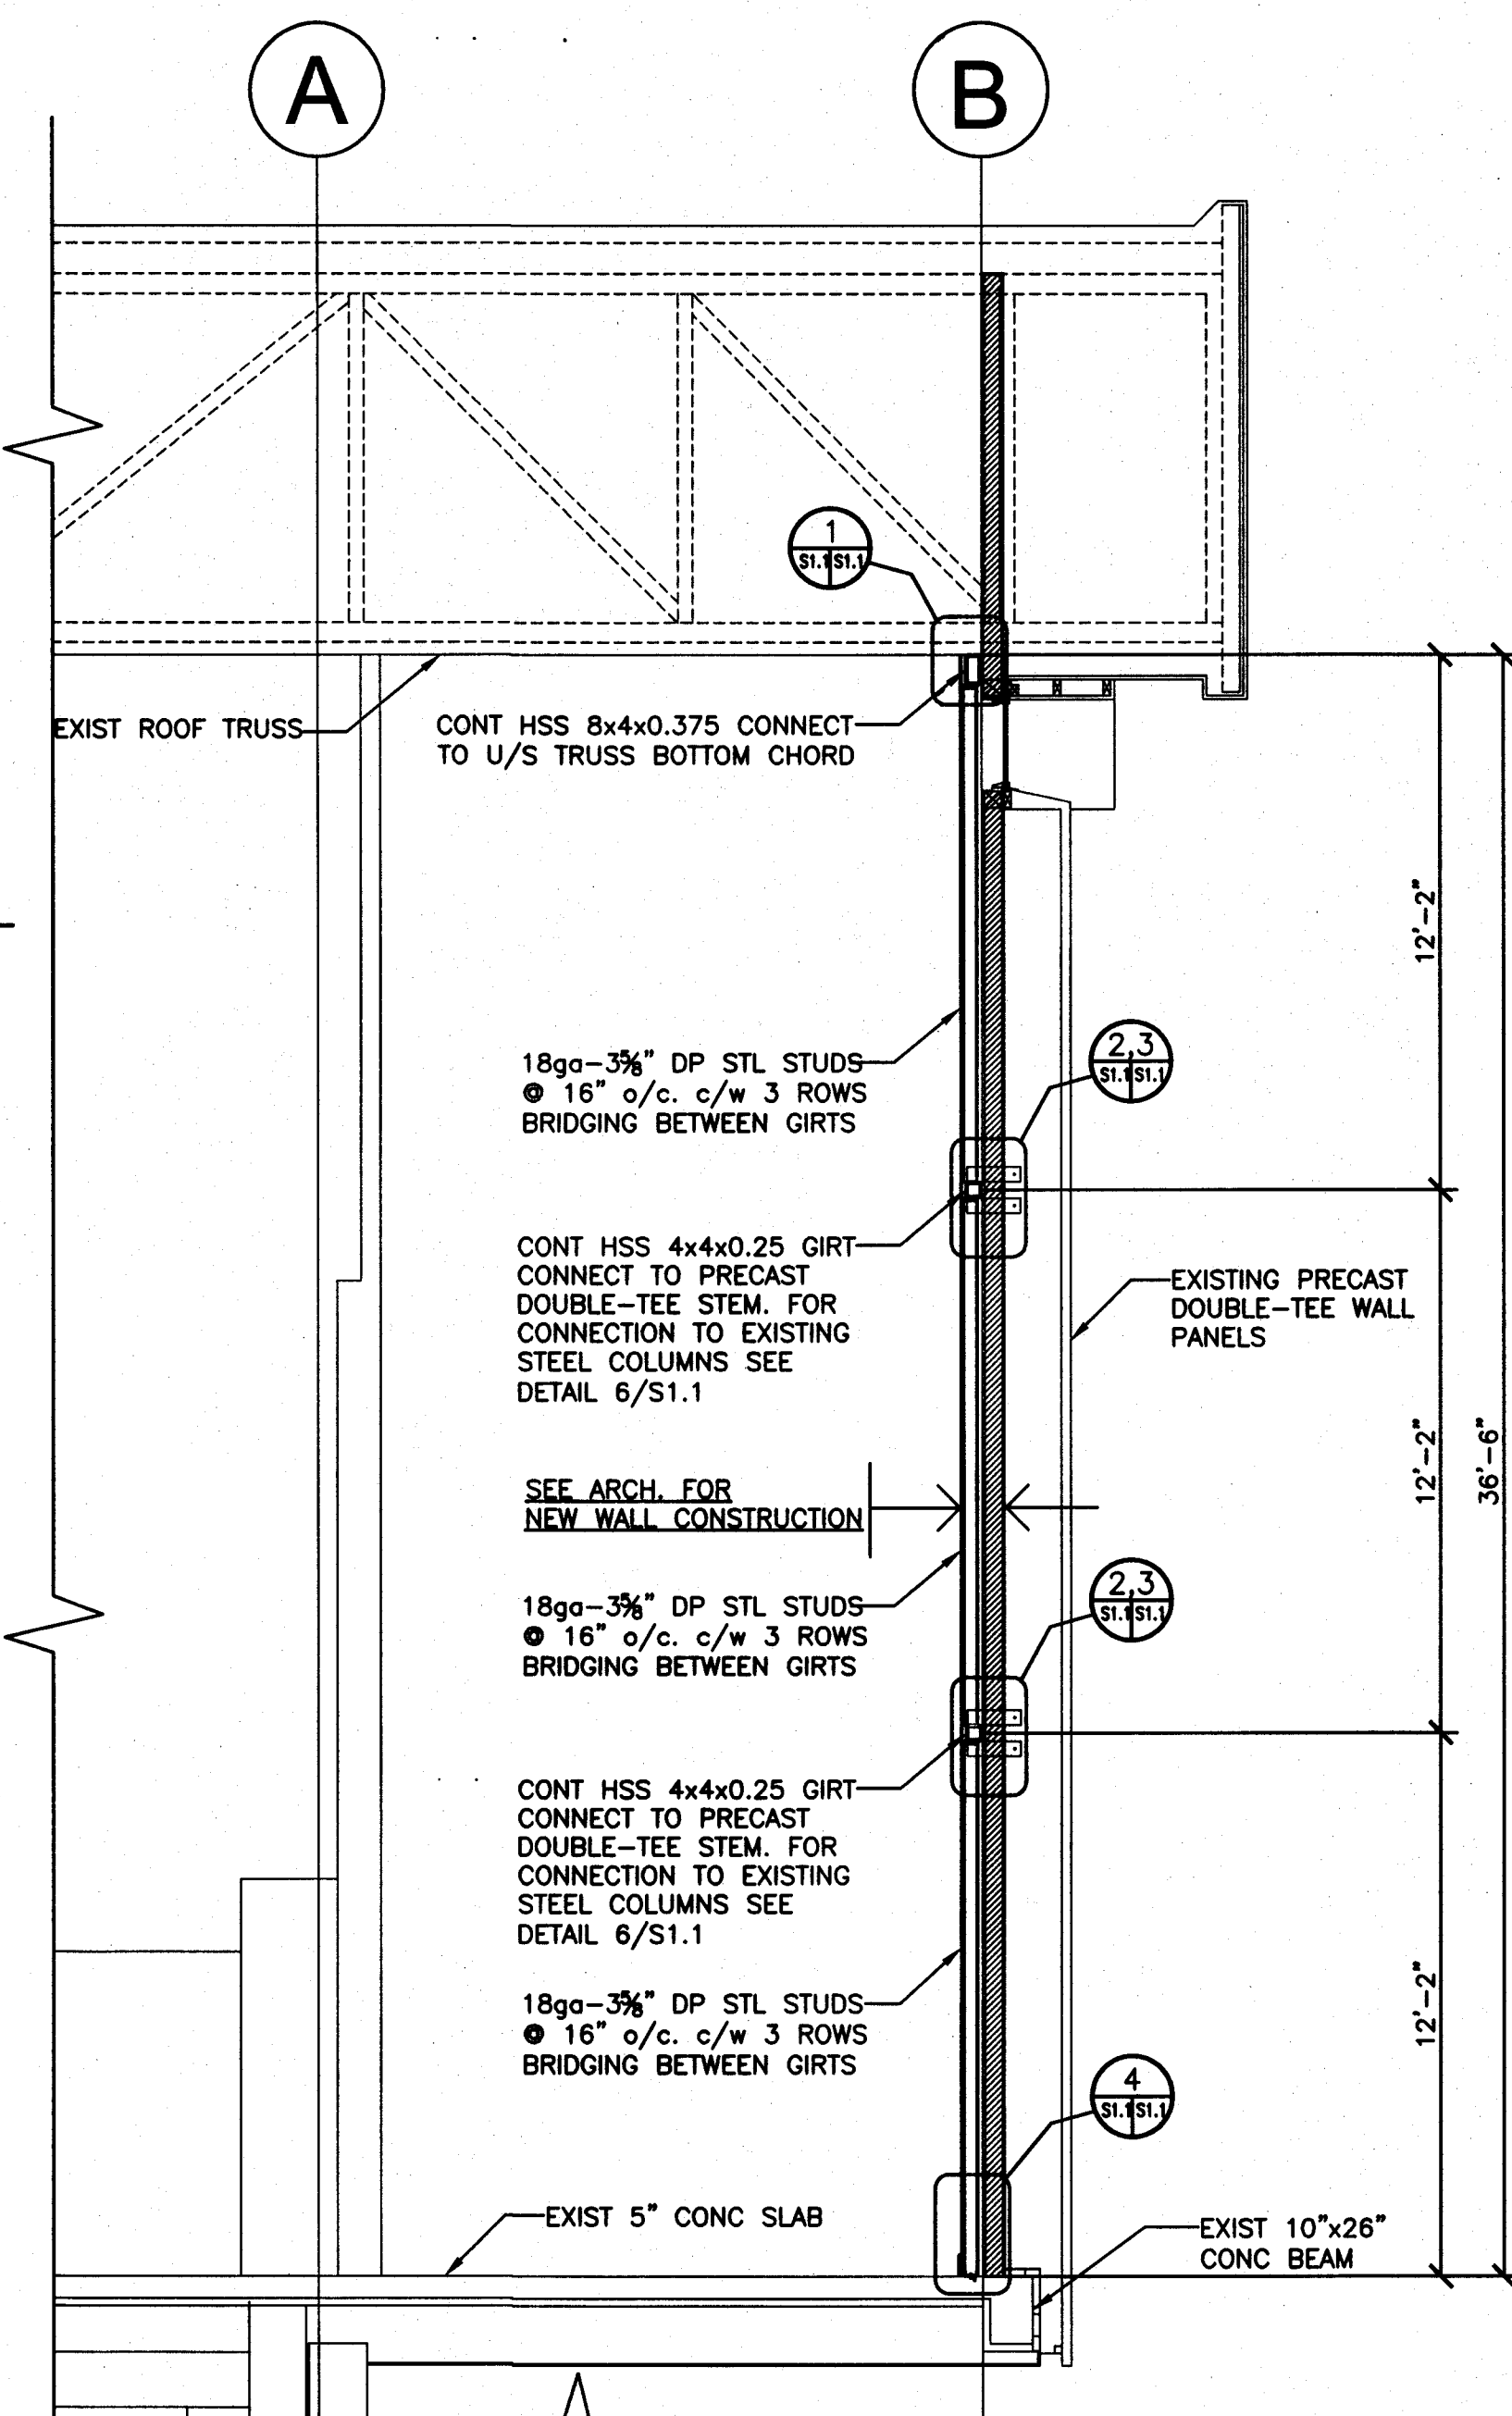 A
B
1
S1.1 S1.1
EXIST ROOF TRUSS
CONT HSS 8x4x0.375 CONNECT
TO U/S TRUSS BOTTOM CHORD
12'-2"
18ga-3⅝" DP STL STUDS
@ 16" o/c. c/w 3 ROWS
BRIDGING BETWEEN GIRTS
2,3
S1.1 S1.1
CONT HSS 4x4x0.25 GIRT
CONNECT TO PRECAST
DOUBLE-TEE STEM. FOR
CONNECTION TO EXISTING
STEEL COLUMNS SEE
DETAIL 6/S1.1
EXISTING PRECAST
DOUBLE-TEE WALL
PANELS
12'-2"
36'-6"
SEE ARCH. FOR
NEW WALL CONSTRUCTION
18ga-3⅝" DP STL STUDS
@ 16" o/c. c/w 3 ROWS
BRIDGING BETWEEN GIRTS
2,3
S1.1 S1.1
CONT HSS 4x4x0.25 GIRT
CONNECT TO PRECAST
DOUBLE-TEE STEM. FOR
CONNECTION TO EXISTING
STEEL COLUMNS SEE
DETAIL 6/S1.1
12'-2"
18ga-3⅝" DP STL STUDS
@ 16" o/c. c/w 3 ROWS
BRIDGING BETWEEN GIRTS
4
S1.1 S1.1
EXIST 5" CONC SLAB
EXIST 10"x26"
CONC BEAM